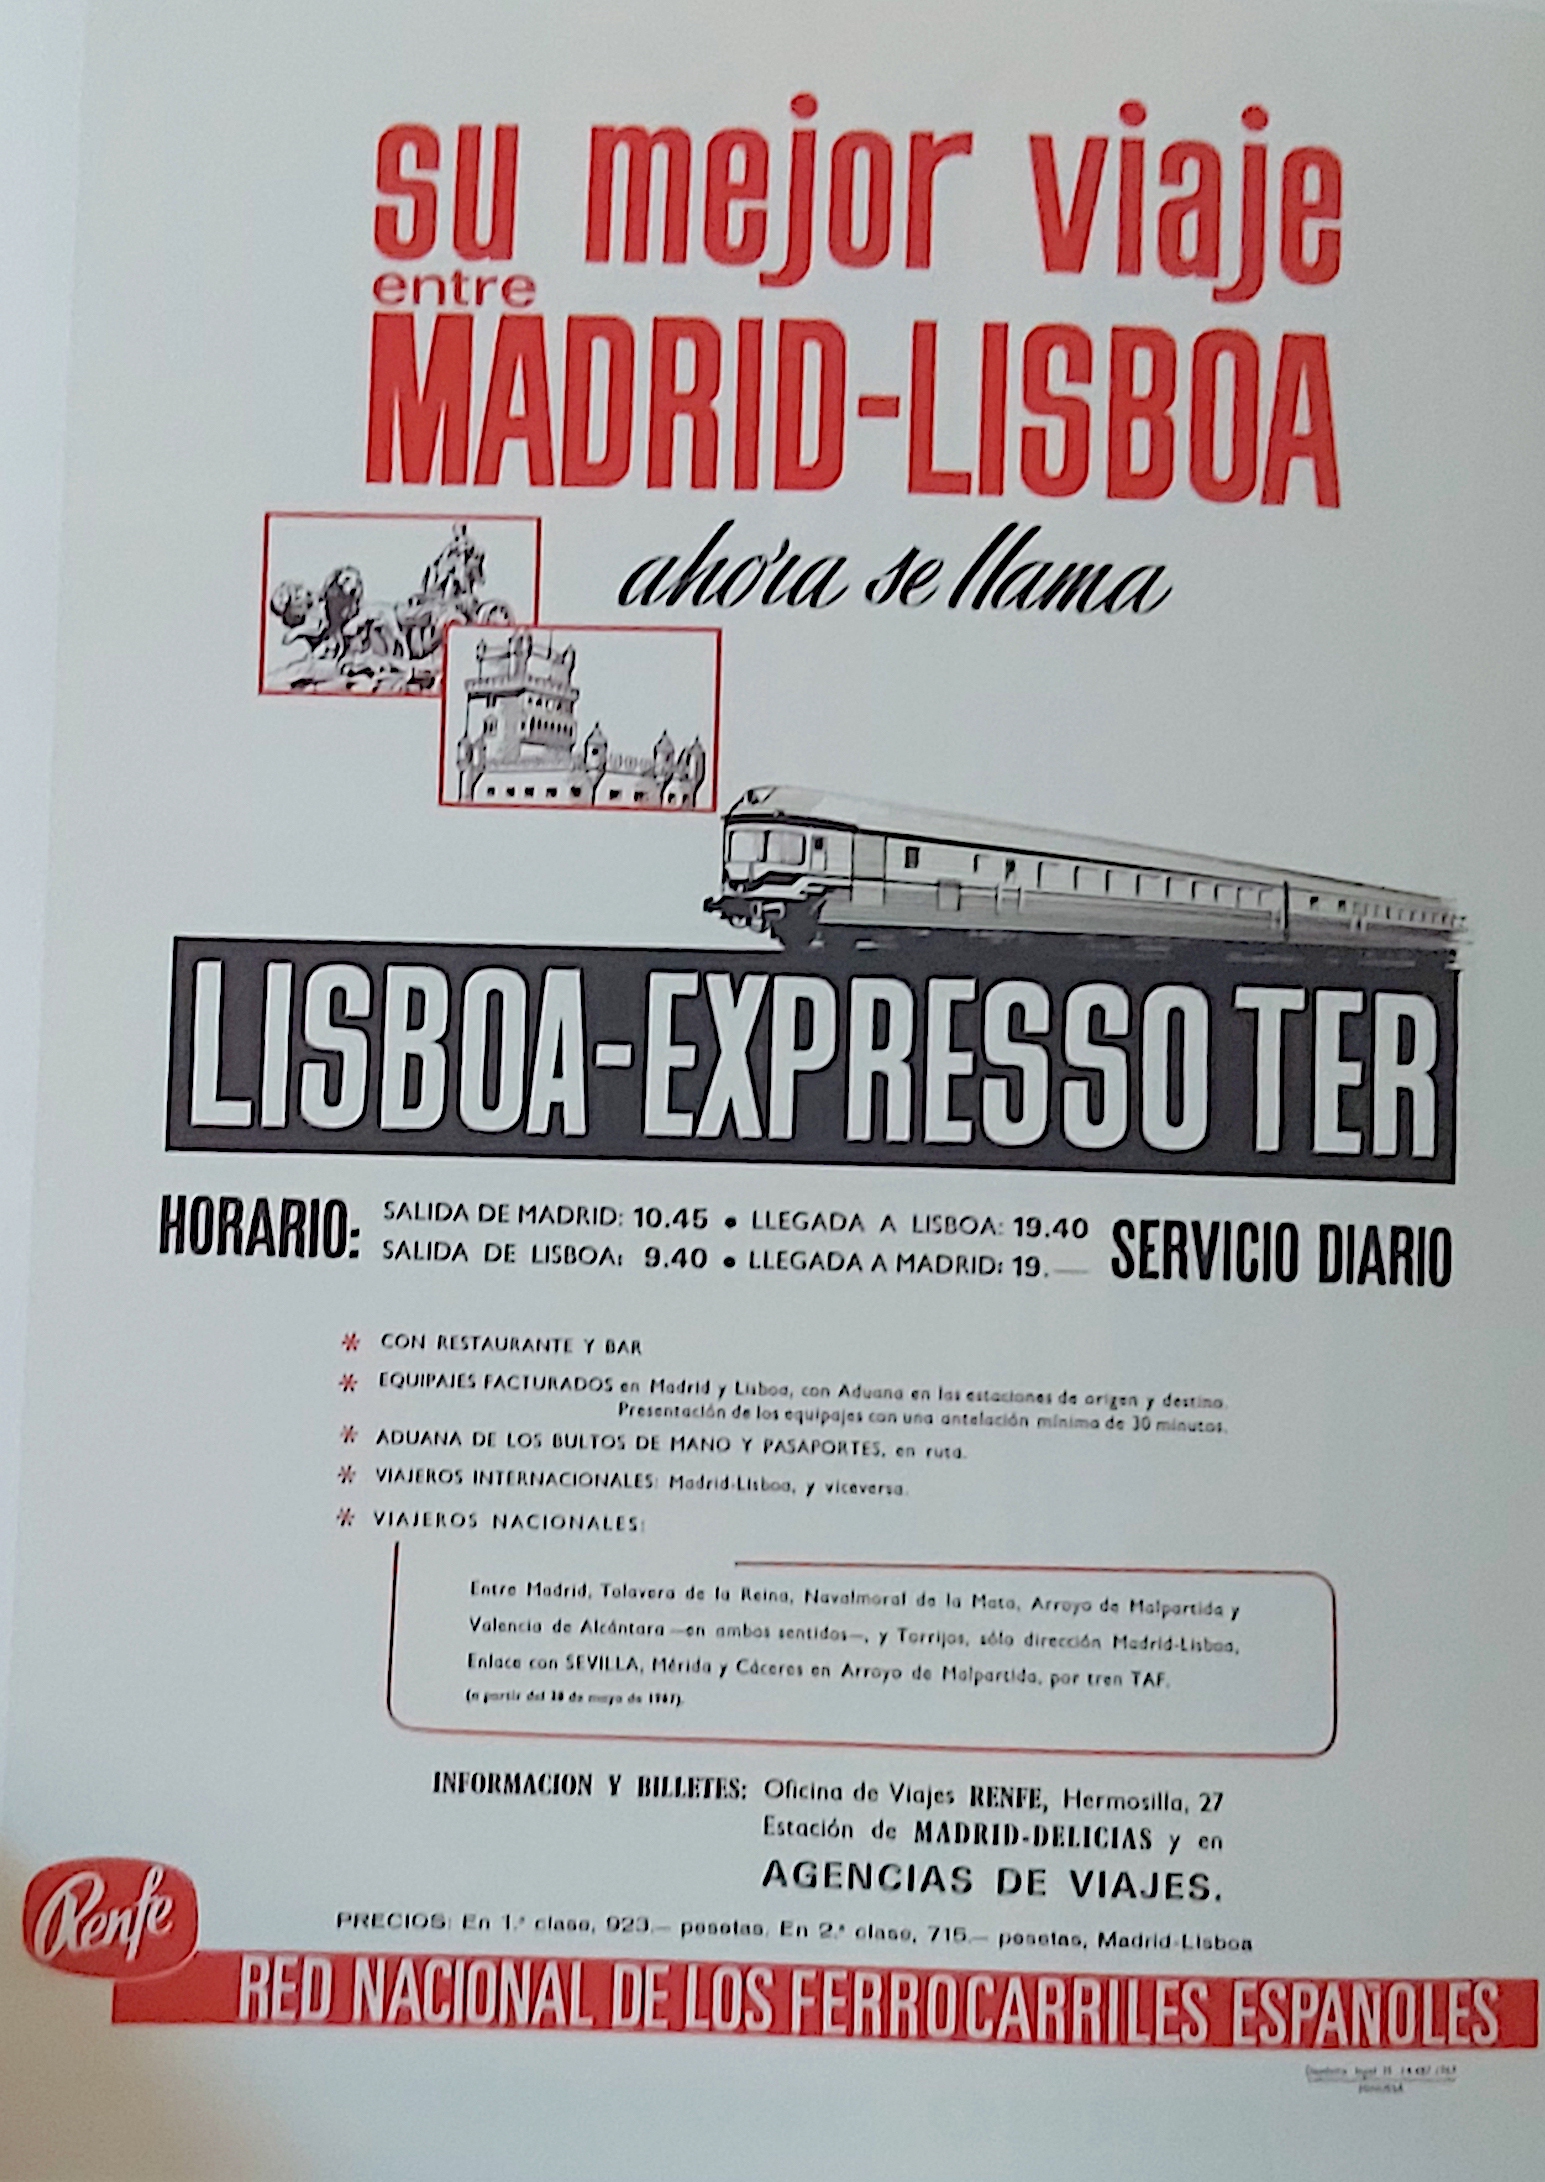 su mejor viaje
entre
MADRID-LISBOA
ahora se llama
LISBOA-EXPRESSO TER
HORARIO: SALIDA DE MADRID: 10.45 • LLEGADA A LISBOA: 19.40 SERVICIO DIARIO
SALIDA DE LISBOA: 9.40 • LLEGADA A MADRID: 19.—
* CON RESTAURANTE Y BAR
* EQUIPAJES FACTURADOS en Madrid y Lisboa, con Aduana en las estaciones de origen y destino.
Presentación de los equipajes con una antelación mínima de 30 minutos.
* ADUANA DE LOS BULTOS DE MANO Y PASAPORTES, en ruta.
* VIAJEROS INTERNACIONALES: Madrid-Lisboa, y viceversa.
* VIAJEROS NACIONALES:
Entre Madrid, Talavera de la Reina, Navalmoral de la Mata, Arroyo de Malpartida y
Valencia de Alcántara —en ambos sentidos—, y Torrijos, sólo dirección Madrid-Lisboa,
Enlace con SEVILLA, Mérida y Cáceres en Arroyo de Malpartida, por tren TAF.
(a partir del de mayo de 1967).
INFORMACION Y BILLETES: Oficina de Viajes RENFE, Hermosilla, 27
Estación de MADRID-DELICIAS y en
AGENCIAS DE VIAJES.
PRECIOS: En 1.ª clase, 923.— pesetas. En 2.ª clase, 715.— pesetas, Madrid-Lisboa
Renfe
RED NACIONAL DE LOS FERROCARRILES ESPAÑOLES